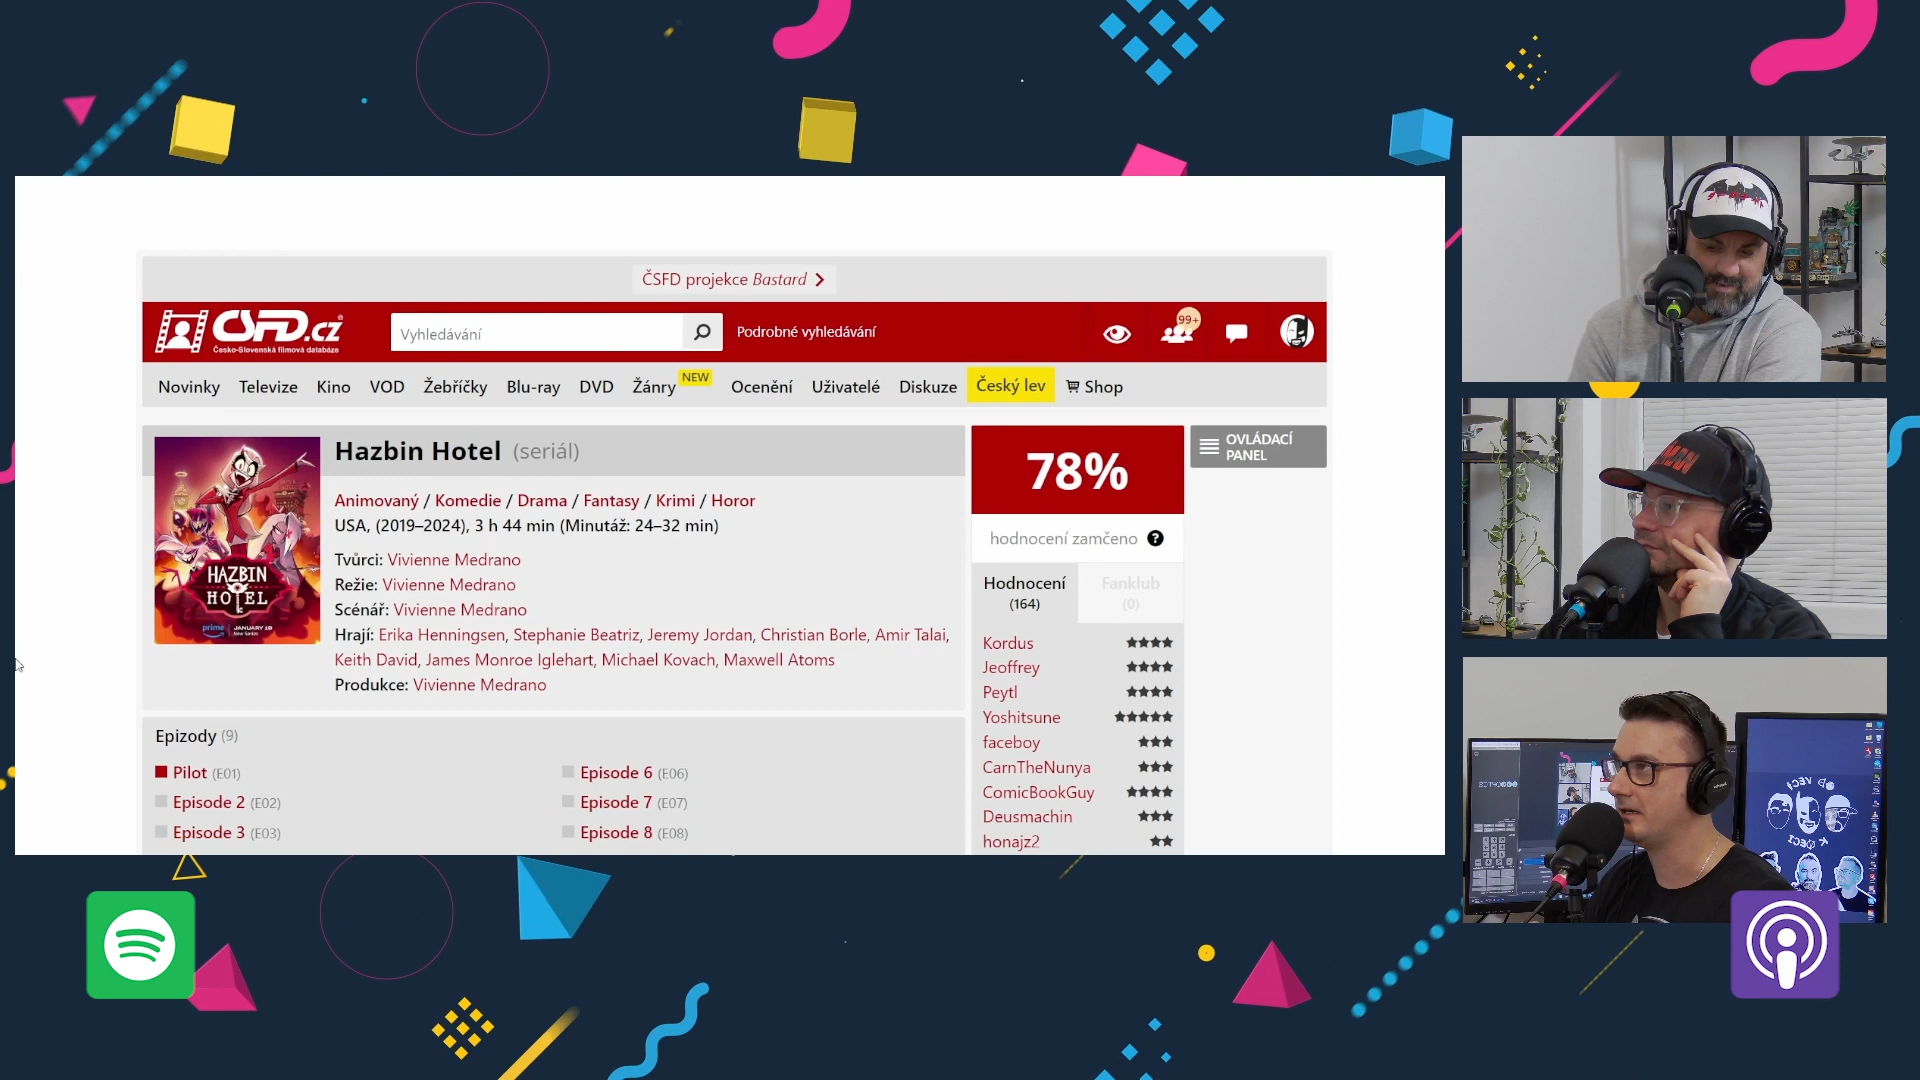 ČSFD projekce Bastard
ČSFD.cz
Česko-Slovenská filmová databáze
Vyhledávání
Podrobné vyhledávání
99+
Novinky Televize Kino VOD Žebříčky Blu-ray DVD Žánry NEW Ocenění Uživatelé Diskuze Český lev Shop
Hazbin Hotel (seriál)
Animovaný / Komedie / Drama / Fantasy / Krimi / Horor
USA, (2019–2024), 3 h 44 min (Minutáž: 24–32 min)
Tvůrci: Vivienne Medrano
Režie: Vivienne Medrano
Scénář: Vivienne Medrano
Hrají: Erika Henningsen, Stephanie Beatriz, Jeremy Jordan, Christian Borle, Amir Talai,
Keith David, James Monroe Iglehart, Michael Kovach, Maxwell Atoms
Produkce: Vivienne Medrano
HAZBIN
HOTEL
prime
JANUARY 19
New Series
78%
hodnocení zamčeno ?
Hodnocení
(164)
Fanklub
(0)
Kordus
Jeoffrey
Peytl
Yoshitsune
faceboy
CarnTheNunya
ComicBookGuy
Deusmachin
honajz2
OVLÁDACÍ
PANEL
Epizody (9)
Pilot (E01)
Episode 2 (E02)
Episode 3 (E03)
Episode 6 (E06)
Episode 7 (E07)
Episode 8 (E08)